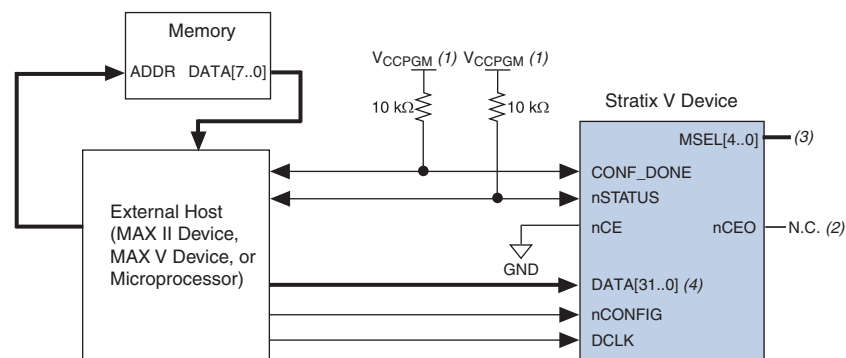 Memory
ADDR DATA[7..0]
VCCPGM (1) VCCPGM (1)
10 kΩ 10 kΩ
Stratix V Device
MSEL[4..0] (3)
CONF_DONE
nSTATUS
nCE nCEO N.C. (2)
GND
External Host
(MAX II Device,
MAX V Device, or
Microprocessor)
DATA[31..0] (4)
nCONFIG
DCLK